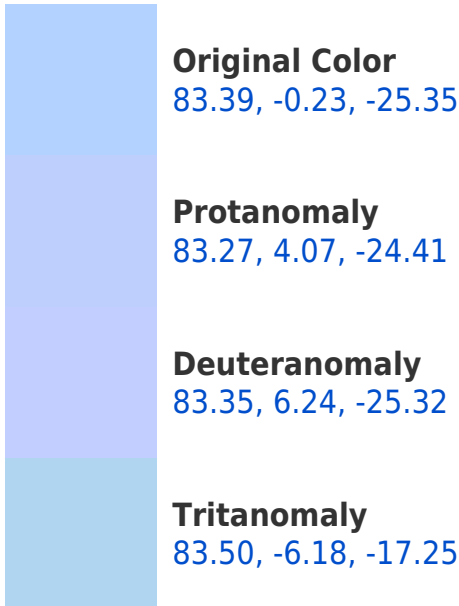 Original Color
83.39, -0.23, -25.35
Protanomaly
83.27, 4.07, -24.41
Deuteranomaly
83.35, 6.24, -25.32
Tritanomaly
83.50, -6.18, -17.25